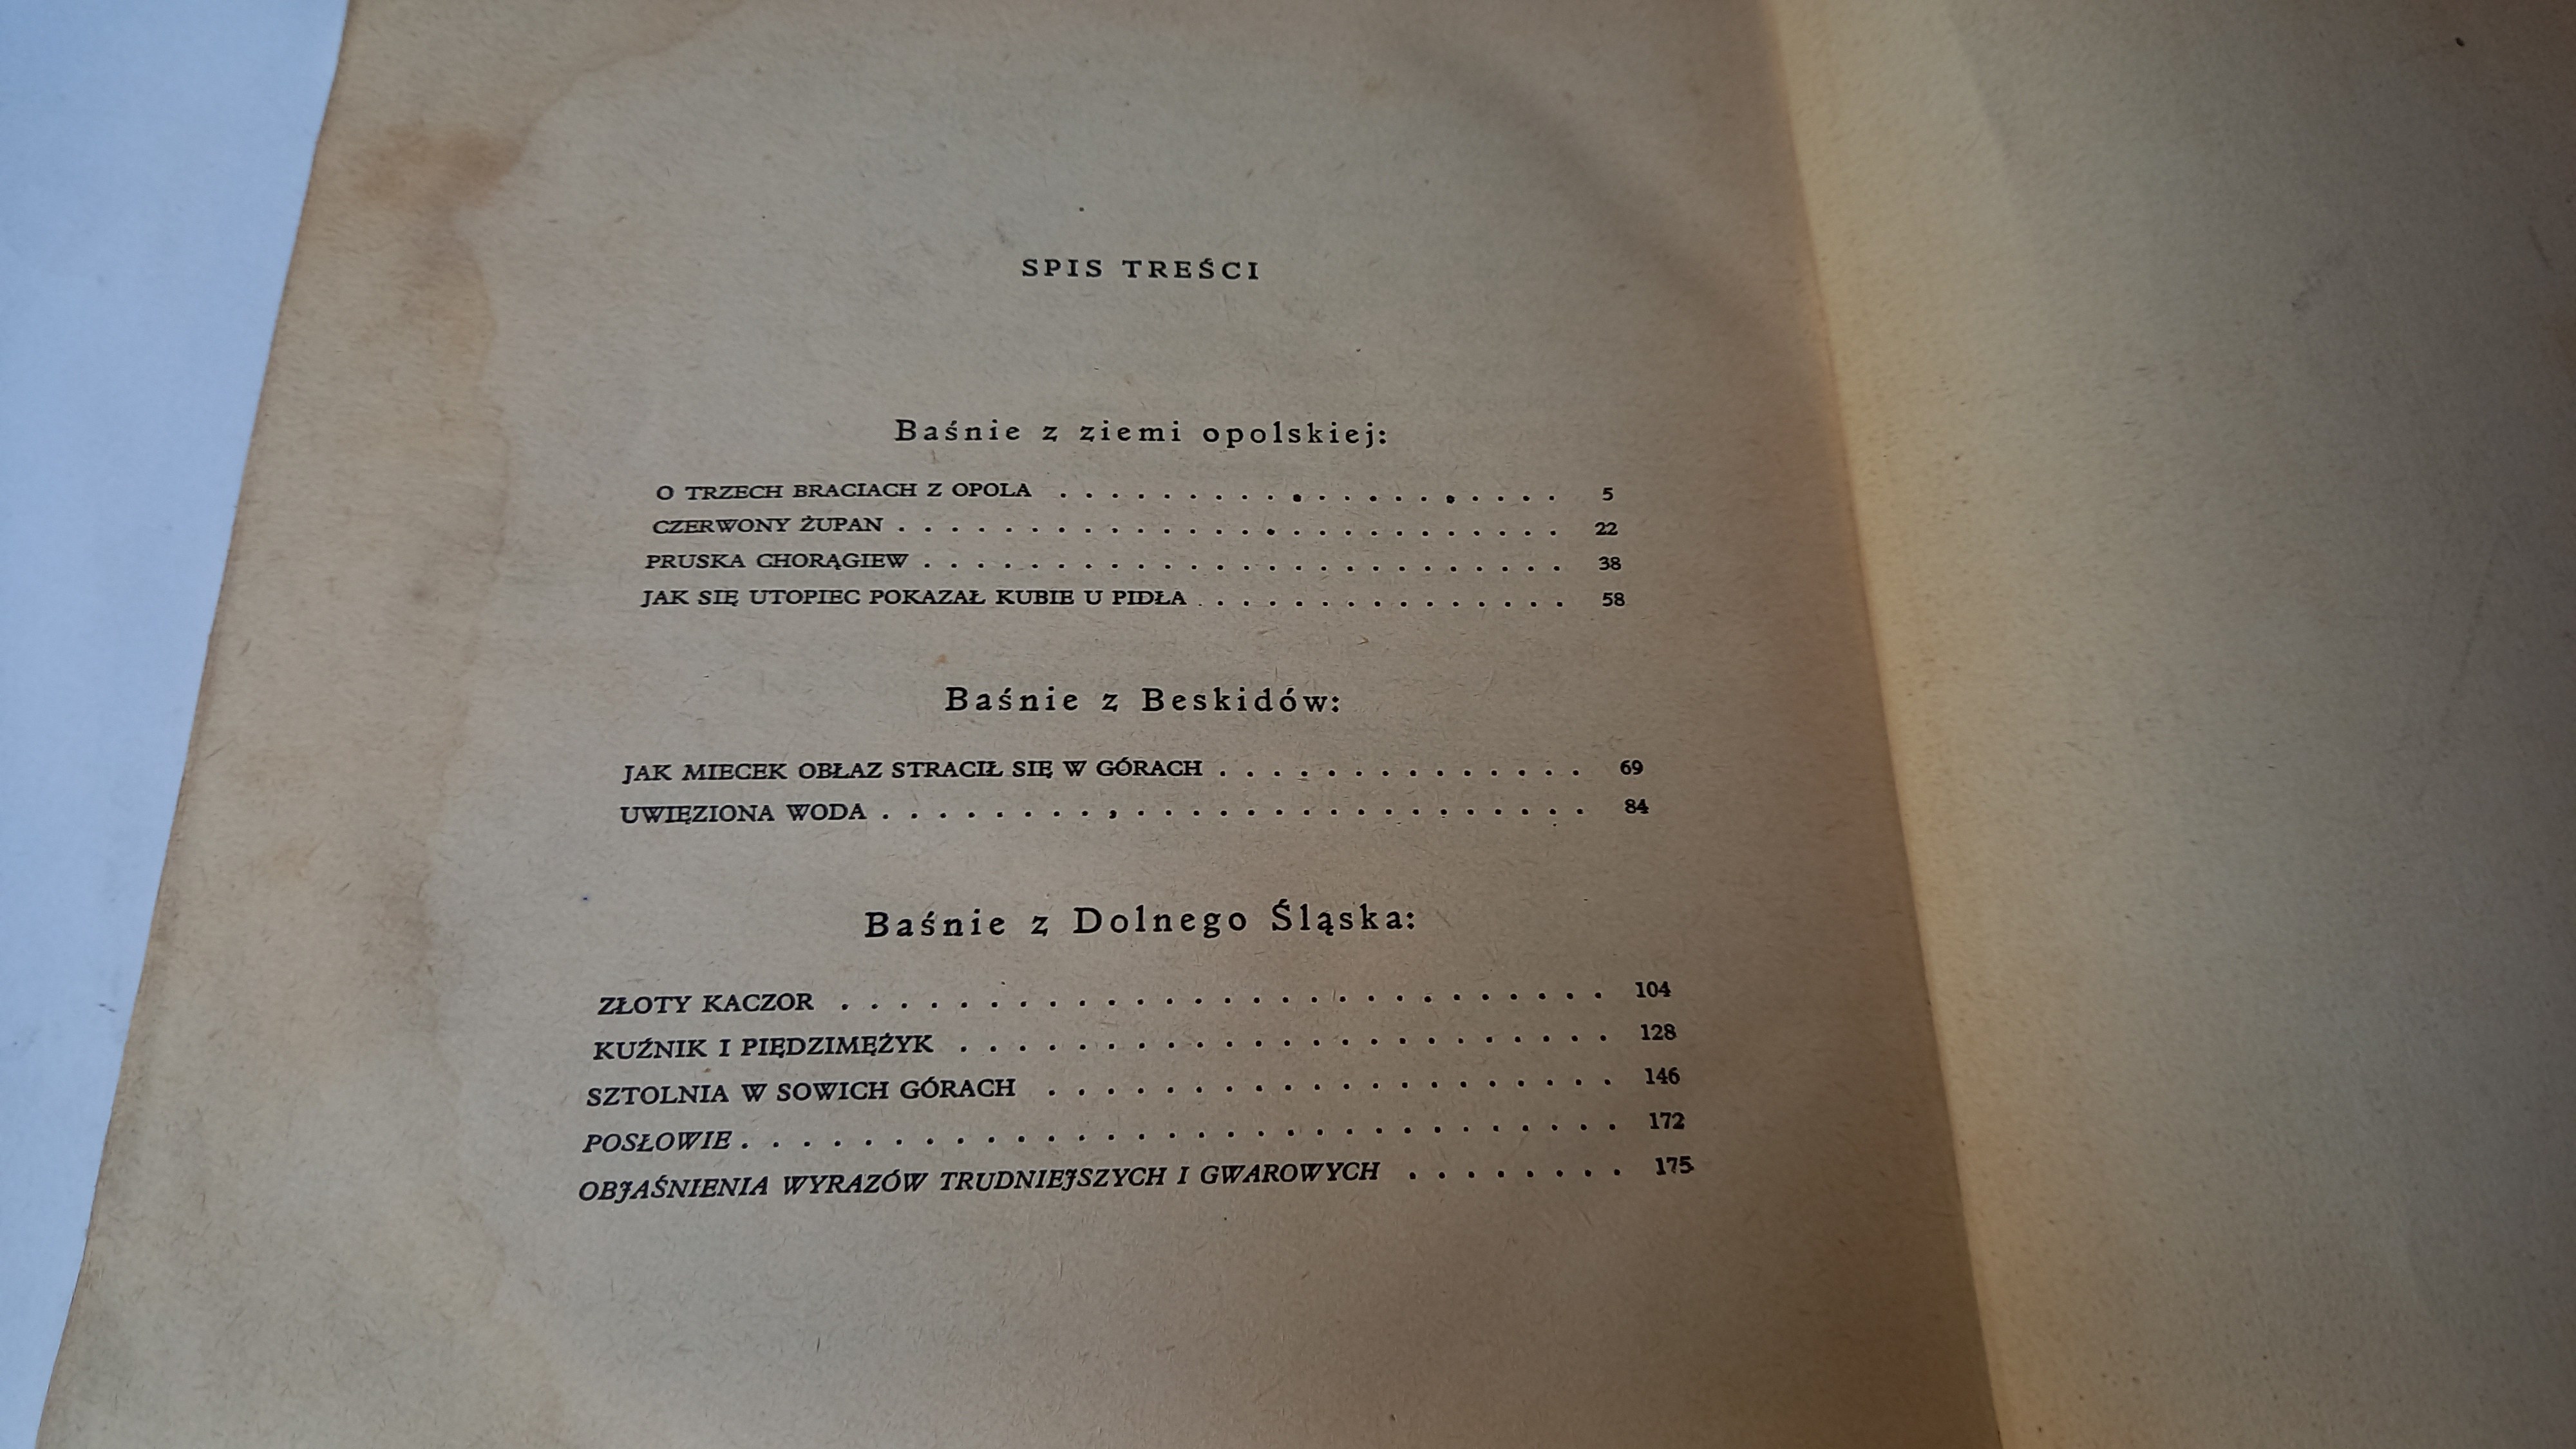 SPIS TREŚCI
Baśnie z ziemi opolskiej:
O TRZECH BRACIACH Z OPOLA . . . . . . . . . . . . . . . . . . . . 5
CZERWONY ŻUPAN . . . . . . . . . . . . . . . . . . . . . . . . . . 22
PRUSKA CHORĄGIEW . . . . . . . . . . . . . . . . . . . . . . . . . 38
JAK SIĘ UTOPIEC POKAZAŁ KUBIE U PIDŁA . . . . . . . . . . . . . . . 58
Baśnie z Beskidów:
JAK MIECEK OBŁAZ STRACIŁ SIĘ W GÓRACH . . . . . . . . . . . . . . 69
UWIĘZIONA WODA . . . . . . . . . . . . . . . . . . . . . . . . . . 84
Baśnie z Dolnego Śląska:
ZŁOTY KACZOR . . . . . . . . . . . . . . . . . . . . . . . . . . 104
KUŹNIK I PIĘDZIMĘŻYK . . . . . . . . . . . . . . . . . . . . . . . 128
SZTOLNIA W SOWICH GÓRACH . . . . . . . . . . . . . . . . . . . . 146
POSŁOWIE . . . . . . . . . . . . . . . . . . . . . . . . . . . . . 172
OBJAŚNIENIA WYRAZÓW TRUDNIEJSZYCH I GWAROWYCH . . . . . . . . 175